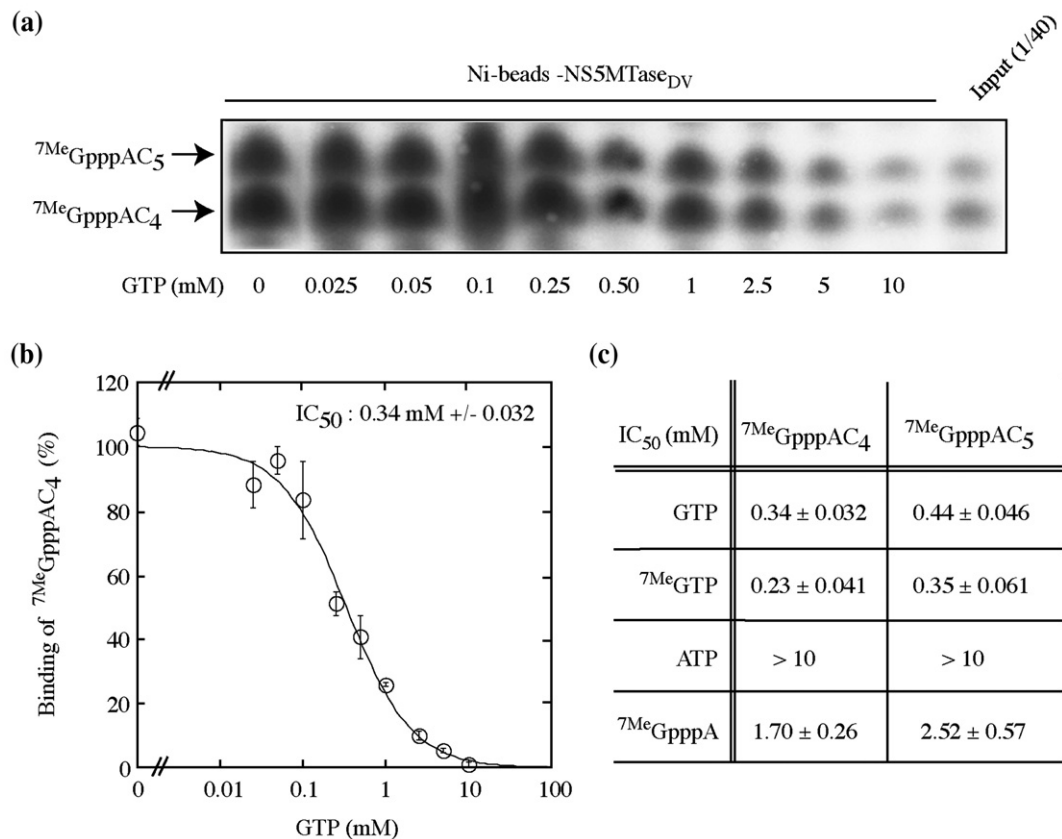 (a)
Ni-beads -NS5MTaseDV
Input (1/40)
7MeGpppAC5
7MeGpppAC4
GTP (mM) 0 0.025 0.05 0.1 0.25 0.50 1 2.5 5 10
(b)
120
100
80
60
40
20
0
Binding of 7MeGpppAC4 (%)
IC50 : 0.34 mM +/- 0.032
0 0.01 0.1 1 10 100
GTP (mM)
(c)
IC50 (mM) 7MeGpppAC4 7MeGpppAC5
GTP 0.34 ± 0.032 0.44 ± 0.046
7MeGTP 0.23 ± 0.041 0.35 ± 0.061
ATP > 10 > 10
7MeGpppA 1.70 ± 0.26 2.52 ± 0.57